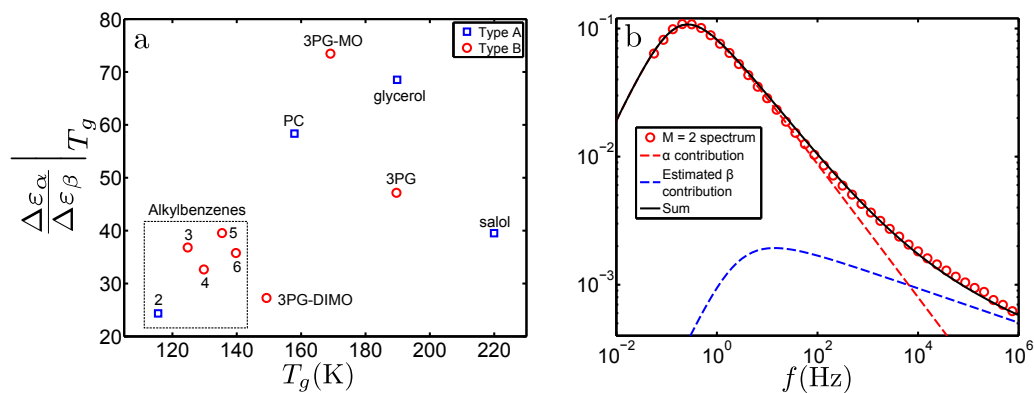 a
Type A
Type B
3PG-MO
glycerol
PC
3PG
salol
Alkylbenzenes
3
5
4
6
2
3PG-DIMO
80
70
60
50
40
30
20
120 140 160 180 200 220
T_g(K)
Δε_α/Δε_β|T_g
b
M = 2 spectrum
α contribution
Estimated β
contribution
Sum
10^-1
10^-2
10^-3
10^-2 10^0 10^2 10^4 10^6
f(Hz)